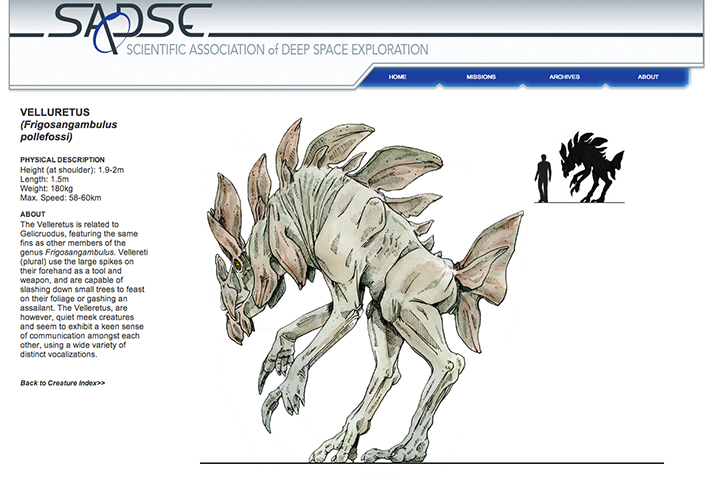 SADSE
SCIENTIFIC ASSOCIATION of DEEP SPACE EXPLORATION
HOME
MISSIONS
ARCHIVES
ABOUT
VELLURETUS
(Frigosangambulus
pollefossi)
PHYSICAL DESCRIPTION
Height (at shoulder): 1.9-2m
Length: 1.5m
Weight: 180kg
Max. Speed: 58-60km
ABOUT
The Velleretus is related to
Gelicruodus, featuring the same
fins as other members of the
genus Frigosangambulus. Vellereti
(plural) use the large spikes on
their forehand as a tool and
weapon, and are capable of
slashing down small trees to feast
on their foliage or gashing an
assailant. The Velleretus, are
however, quiet meek creatures
and seem to exhibit a keen sense
of communication amongst each
other, using a wide variety of
distinct vocalizations.
Back to Creature Index>>